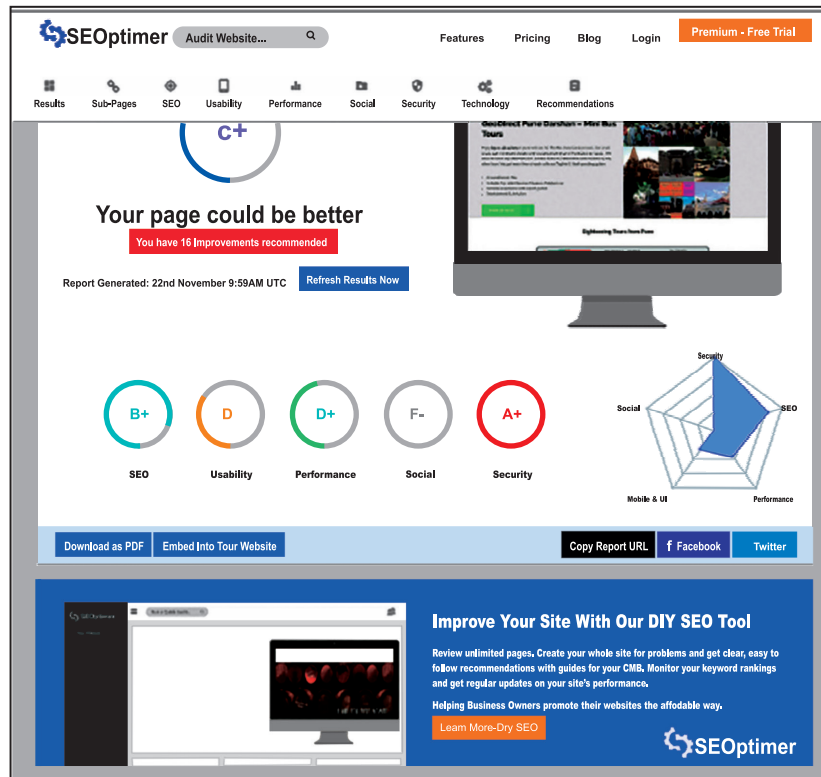 SEOptimer
Audit Website...
Features Pricing Blog Login Premium - Free Trial
Results Sub-Pages SEO Usability Performance Social Security Technology Recommendations
c+
GeoDirect Pune Darshan – Mini Bus
Tours
Your page could be better
You have 16 Improvements recommended
Sightseeing Tours from Pune
Report Generated: 22nd November 9:59AM UTC Refresh Results Now
B+ D D+ F- A+
SEO Usability Performance Social Security
Security
Social SEO
Mobile & UI Performance
Download as PDF Embed Into Tour Website Copy Report URL f Facebook Twitter
Improve Your Site With Our DIY SEO Tool
Review unlimited pages. Create your whole site for problems and get clear, easy to
follow recommendations with guides for your CMB. Monitor your keyword rankings
and get regular updates on your site's performance.
Helping Business Owners promote their websites the affodable way.
Learn More-Dry SEO
SEOptimer